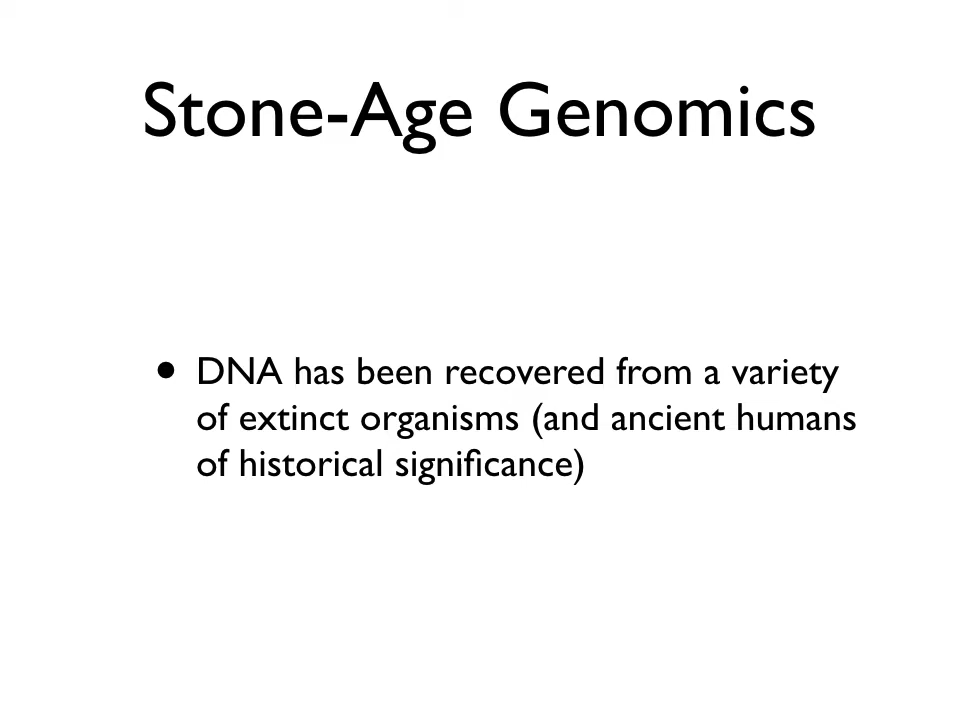 Stone-Age Genomics
• DNA has been recovered from a variety
of extinct organisms (and ancient humans
of historical significance)